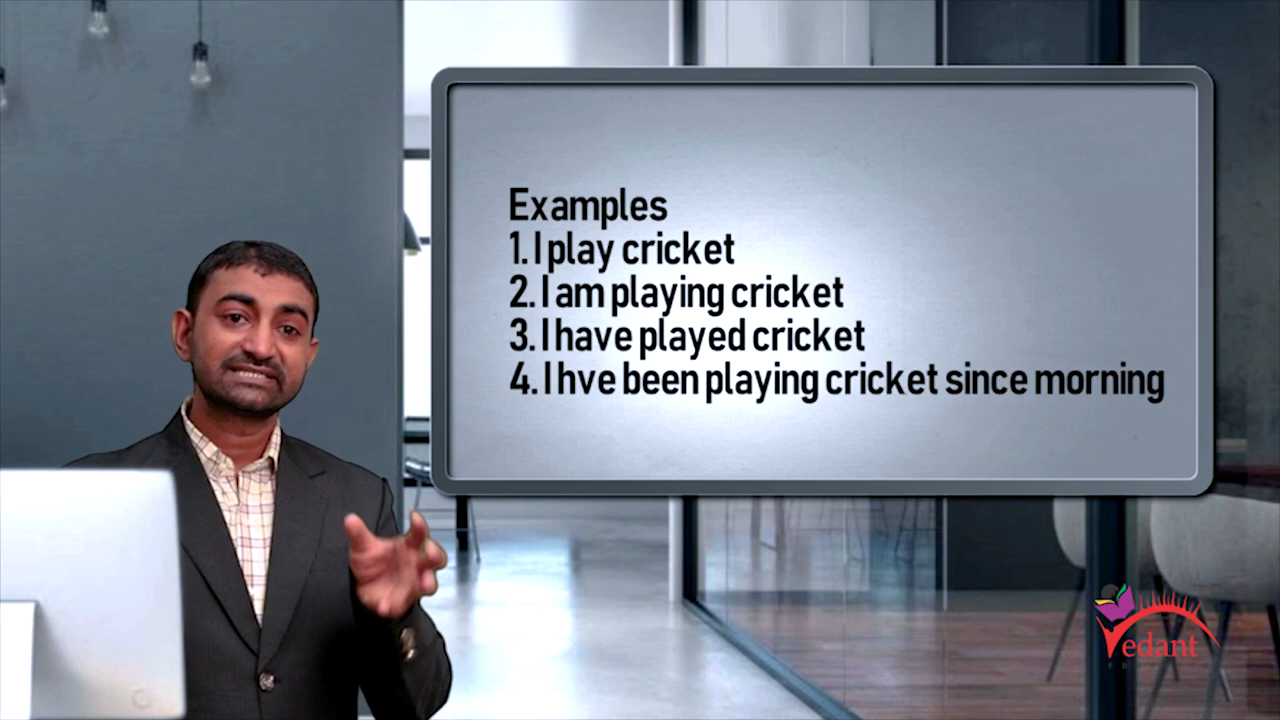 Examples
1. I play cricket
2. I am playing cricket
3. I have played cricket
4. I hve been playing cricket since morning
Vedant